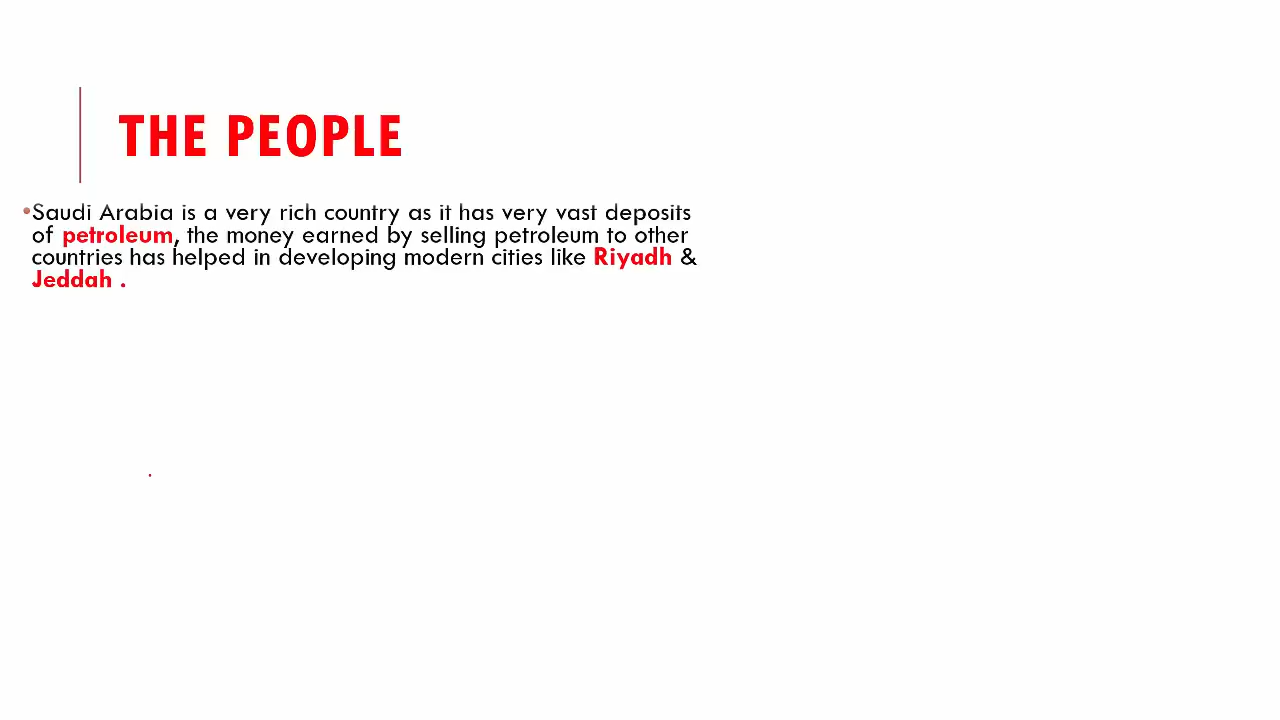 THE PEOPLE
•Saudi Arabia is a very rich country as it has very vast deposits
of petroleum, the money earned by selling petroleum to other
countries has helped in developing modern cities like Riyadh &
Jeddah .